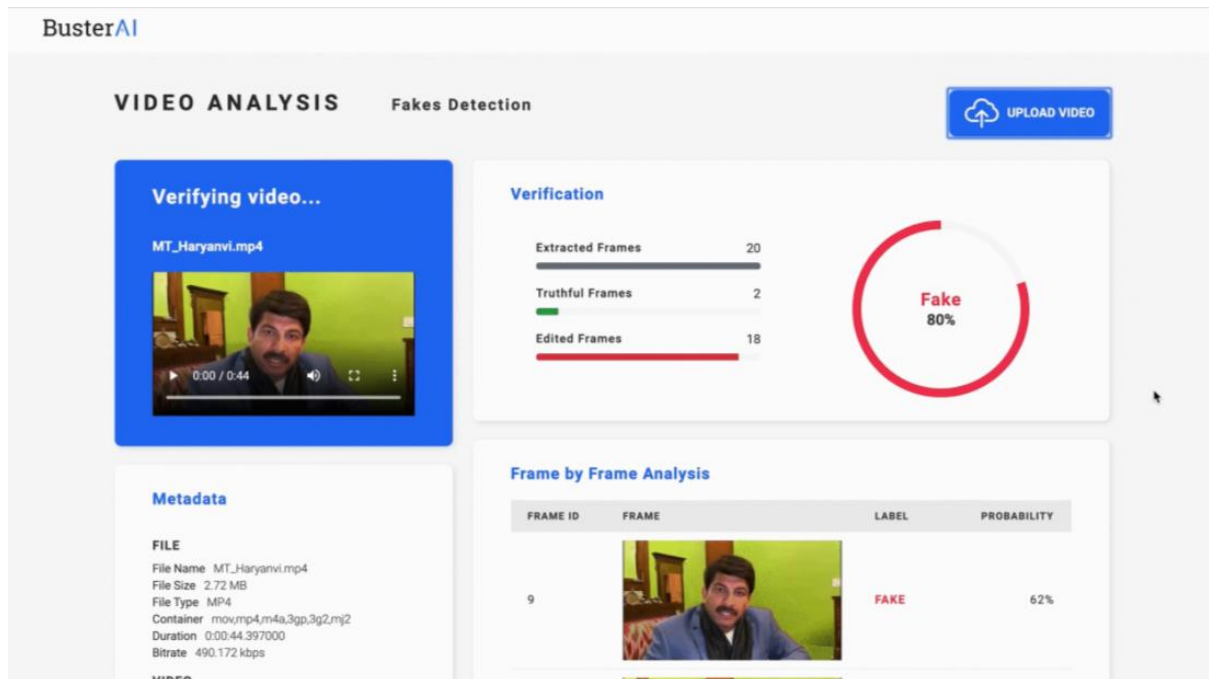 BusterAI
VIDEO ANALYSIS Fakes Detection
UPLOAD VIDEO
Verifying video...
MT_Haryanvi.mp4
0:00 / 0:44
Verification
Extracted Frames 20
Truthful Frames 2
Edited Frames 18
Fake
80%
Metadata
FILE
File Name MT_Haryanvi.mp4
File Size 2.72 MB
File Type MP4
Container mov,mp4,m4a,3gp,3g2,mj2
Duration 0:00:44.397000
Bitrate 490.172 kbps
VIDEO
Frame by Frame Analysis
FRAME ID FRAME LABEL PROBABILITY
9 FAKE 62%